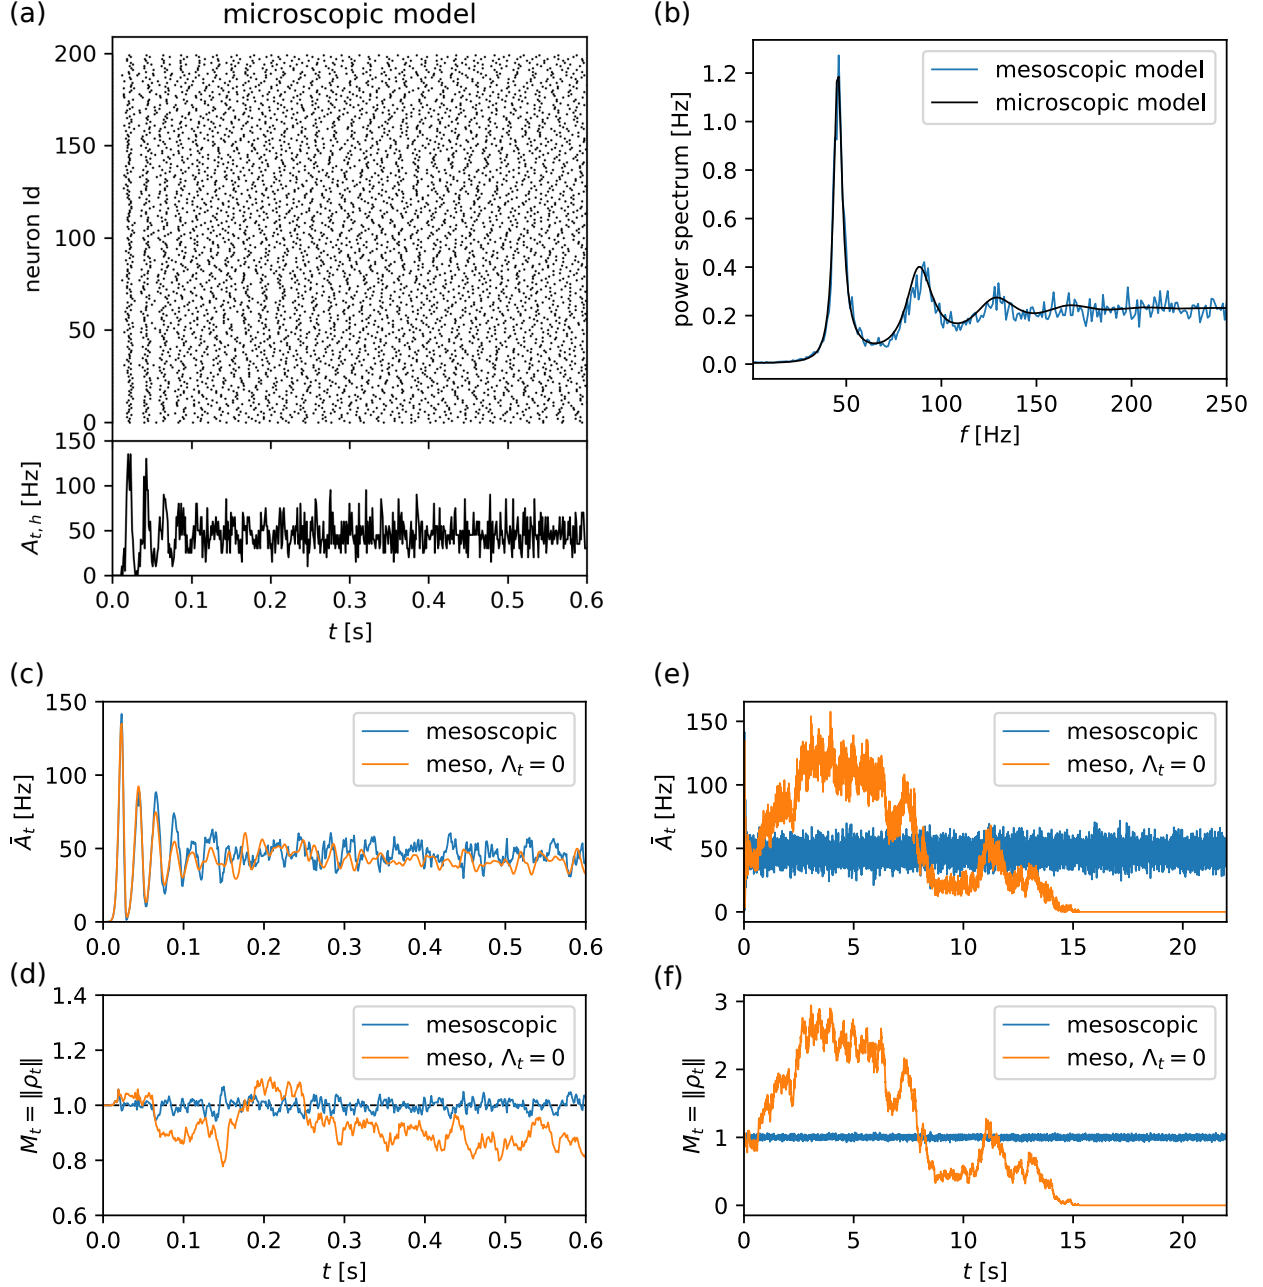 (a)
microscopic model
200
150
100
50
0
neuron Id
150
100
50
0
A_{t,h} [Hz]
0.0 0.1 0.2 0.3 0.4 0.5 0.6
t [s]
(b)
1.2
1.0
0.8
0.6
0.4
0.2
0.0
power spectrum [Hz]
mesoscopic model
microscopic model
50 100 150 200 250
f [Hz]
(c)
150
100
50
0
Ā_t [Hz]
mesoscopic
meso, Λ_t = 0
0.0 0.1 0.2 0.3 0.4 0.5 0.6
(d)
1.4
1.2
1.0
0.8
0.6
M_t = ‖ρ_t‖
mesoscopic
meso, Λ_t = 0
0.0 0.1 0.2 0.3 0.4 0.5 0.6
t [s]
(e)
150
100
50
0
Ā_t [Hz]
mesoscopic
meso, Λ_t = 0
0 5 10 15 20
(f)
3
2
1
0
M_t = ‖ρ_t‖
mesoscopic
meso, Λ_t = 0
0 5 10 15 20
t [s]